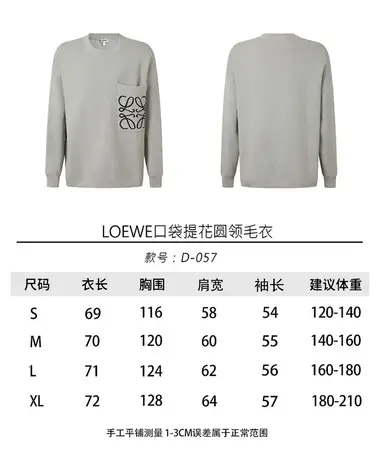 LOEWE口袋提花圆领毛衣
款号：D-057
尺码 衣长 胸围 肩宽 袖长 建议体重
S 69 116 58 54 120-140
M 70 120 60 55 140-160
L 71 124 62 56 160-180
XL 72 128 64 57 180-210
手工平铺测量 1-3CM误差属于正常范围